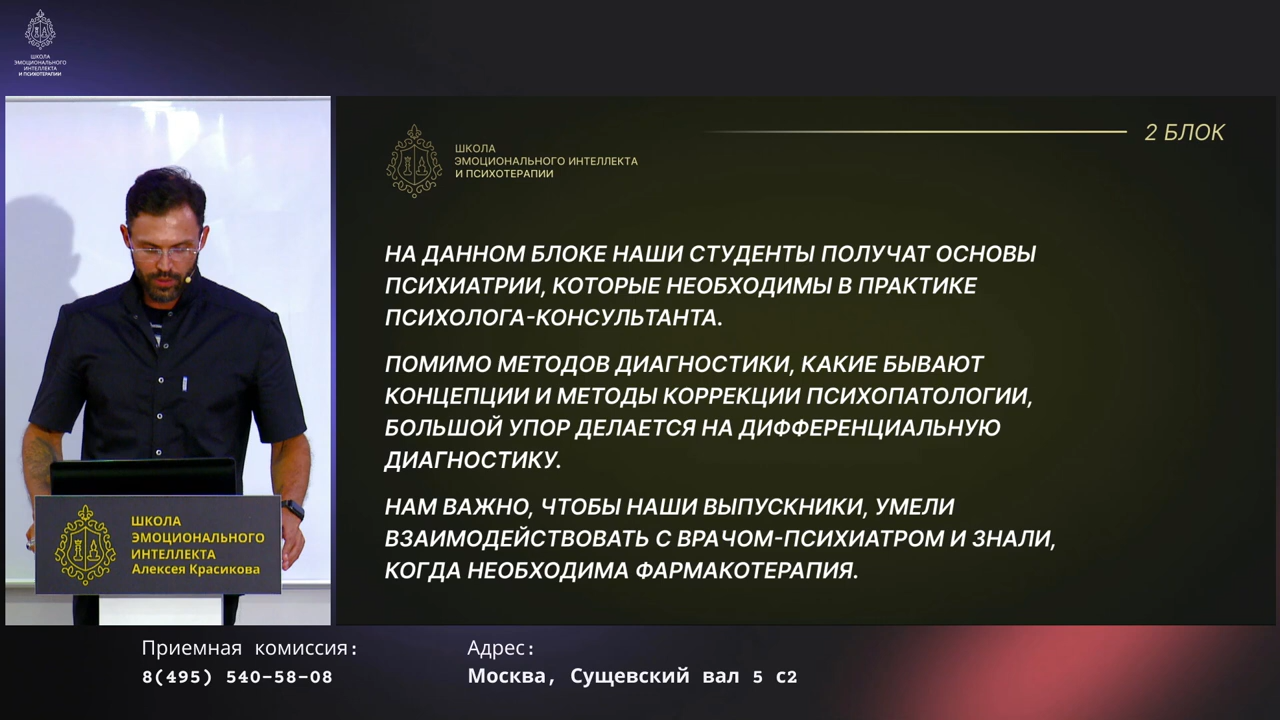 ШКОЛА
ЭМОЦИОНАЛЬНОГО
ИНТЕЛЛЕКТА
И ПСИХОТЕРАПИИ
2 БЛОК
ШКОЛА
ЭМОЦИОНАЛЬНОГО ИНТЕЛЛЕКТА
И ПСИХОТЕРАПИИ
НА ДАННОМ БЛОКЕ НАШИ СТУДЕНТЫ ПОЛУЧАТ ОСНОВЫ
ПСИХИАТРИИ, КОТОРЫЕ НЕОБХОДИМЫ В ПРАКТИКЕ
ПСИХОЛОГА-КОНСУЛЬТАНТА.
ПОМИМО МЕТОДОВ ДИАГНОСТИКИ, КАКИЕ БЫВАЮТ
КОНЦЕПЦИИ И МЕТОДЫ КОРРЕКЦИИ ПСИХОПАТОЛОГИИ,
БОЛЬШОЙ УПОР ДЕЛАЕТСЯ НА ДИФФЕРЕНЦИАЛЬНУЮ
ДИАГНОСТИКУ.
НАМ ВАЖНО, ЧТОБЫ НАШИ ВЫПУСКНИКИ, УМЕЛИ
ВЗАИМОДЕЙСТВОВАТЬ С ВРАЧОМ-ПСИХИАТРОМ И ЗНАЛИ,
КОГДА НЕОБХОДИМА ФАРМАКОТЕРАПИЯ.
ШКОЛА
ЭМОЦИОНАЛЬНОГО
ИНТЕЛЛЕКТА
Алексея Красикова
Приемная комиссия:
8(495) 540-58-08
Адрес:
Москва, Сущевский вал 5 с2